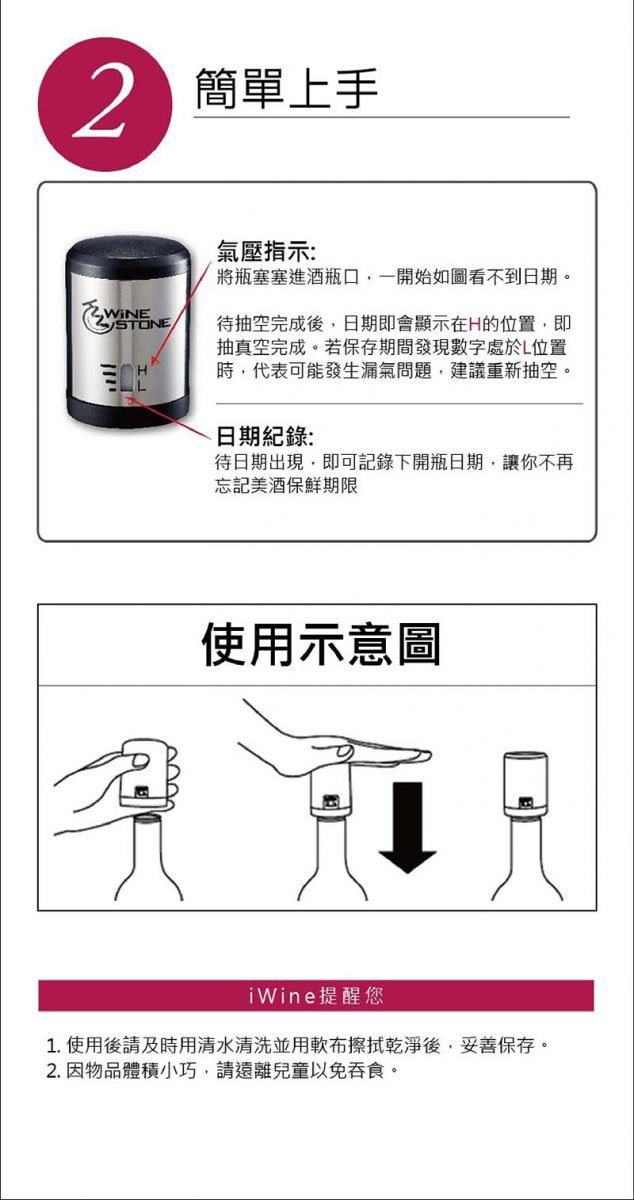 2
簡單上手
氣壓指示:
將瓶塞塞進酒瓶口，一開始如圖看不到日期。
待抽空完成後，日期即會顯示在H的位置，即
抽真空完成。若保存期間發現數字處於L位置
時，代表可能發生漏氣問題，建議重新抽空。
WiNE
STONE
H
L
日期紀錄:
待日期出現，即可記錄下開瓶日期，讓你不再
忘記美酒保鮮期限
使用示意圖
iWine提醒您
1. 使用後請及時用清水清洗並用軟布擦拭乾淨後，妥善保存。
2. 因物品體積小巧，請遠離兒童以免吞食。